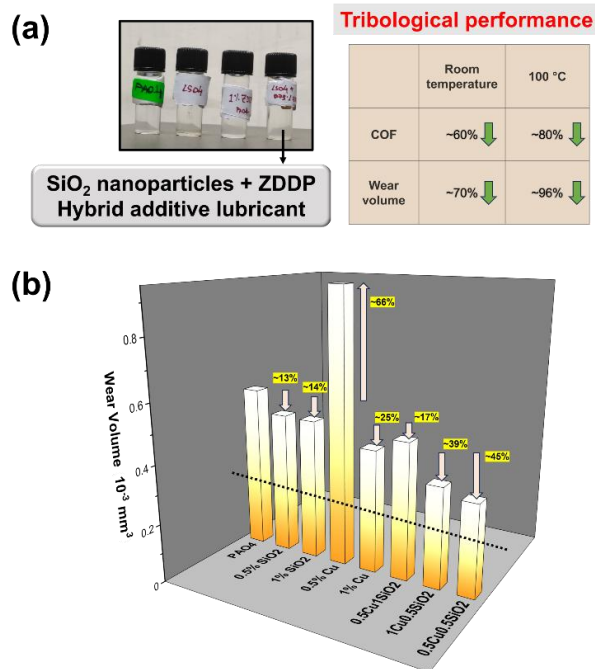 (a)
Tribological performance
PAO-4
LSO4
SiO₂ nanoparticles + ZDDP
Hybrid additive lubricant
Room temperature
100 °C
COF
~60%
~80%
Wear volume
~70%
~96%
(b)
Wear Volume 10⁻³ mm³
0.8
0.6
0.4
0.2
0
~13%
~14%
~66%
~25%
~17%
~39%
~45%
PAO4
0.5% SiO2
1% SiO2
0.5% Cu
1% Cu
0.5Cu1SiO2
1Cu0.5SiO2
0.5Cu0.5SiO2